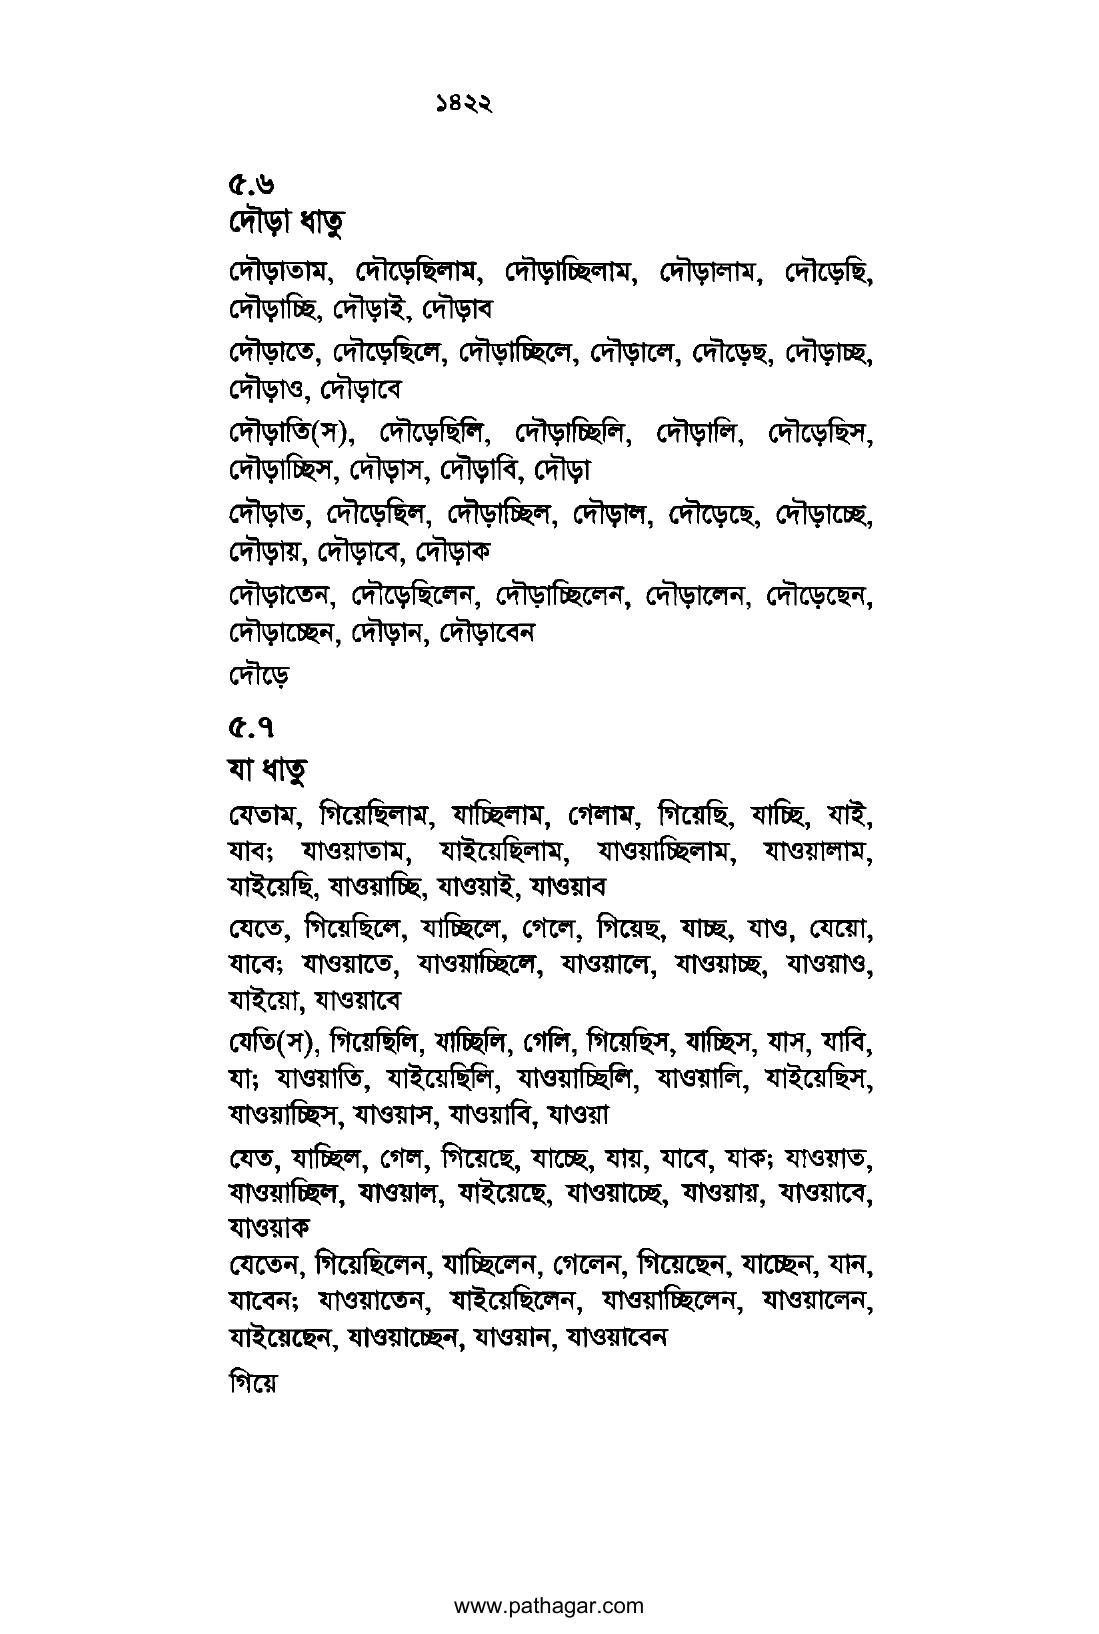 ১৪২২
৫.৬
দৌড়া ধাতু
দৌড়াতাম, দৌড়েছিলাম, দৌড়াচ্ছিলাম, দৌড়ালাম, দৌড়েছি,
দৌড়াচ্ছি, দৌড়াই, দৌড়াব
দৌড়াতে, দৌড়েছিলে, দৌড়াচ্ছিলে, দৌড়ালে, দৌড়েছ, দৌড়াচ্ছ,
দৌড়াও, দৌড়াবে
দৌড়াতি(স), দৌড়েছিলি, দৌড়াচ্ছিলি, দৌড়ালি, দৌড়েছিস,
দৌড়াচ্ছিস, দৌড়াস, দৌড়াবি, দৌড়া
দৌড়াত, দৌড়েছিল, দৌড়াচ্ছিল, দৌড়াল, দৌড়েছে, দৌড়াচ্ছে,
দৌড়ায়, দৌড়াবে, দৌড়াক
দৌড়াতেন, দৌড়েছিলেন, দৌড়াচ্ছিলেন, দৌড়ালেন, দৌড়েছেন,
দৌড়াচ্ছেন, দৌড়ান, দৌড়াবেন
দৌড়ে
৫.৭
যা ধাতু
যেতাম, গিয়েছিলাম, যাচ্ছিলাম, গেলাম, গিয়েছি, যাচ্ছি, যাই,
যাব; যাওয়াতাম, যাইয়েছিলাম, যাওয়াচ্ছিলাম, যাওয়ালাম,
যাইয়েছি, যাওয়াচ্ছি, যাওয়াই, যাওয়াব
যেতে, গিয়েছিলে, যাচ্ছিলে, গেলে, গিয়েছ, যাচ্ছ, যাও, যেয়ো,
যাবে; যাওয়াতে, যাওয়াচ্ছিলে, যাওয়ালে, যাওয়াচ্ছ, যাওয়াও,
যাইয়ো, যাওয়াবে
যেতি(স), গিয়েছিলি, যাচ্ছিলি, গেলি, গিয়েছিস, যাচ্ছিস, যাস, যাবি,
যা; যাওয়াতি, যাইয়েছিলি, যাওয়াচ্ছিলি, যাওয়ালি, যাইয়েছিস,
যাওয়াচ্ছিস, যাওয়াস, যাওয়াবি, যাওয়া
যেত, যাচ্ছিল, গেল, গিয়েছে, যাচ্ছে, যায়, যাবে, যাক; যাওয়াত,
যাওয়াচ্ছিল, যাওয়াল, যাইয়েছে, যাওয়াচ্ছে, যাওয়ায়, যাওয়াবে,
যাওয়াক
যেতেন, গিয়েছিলেন, যাচ্ছিলেন, গেলেন, গিয়েছেন, যাচ্ছেন, যান,
যাবেন; যাওয়াতেন, যাইয়েছিলেন, যাওয়াচ্ছিলেন, যাওয়ালেন,
যাইয়েছেন, যাওয়াচ্ছেন, যাওয়ান, যাওয়াবেন
গিয়ে
www.pathagar.com